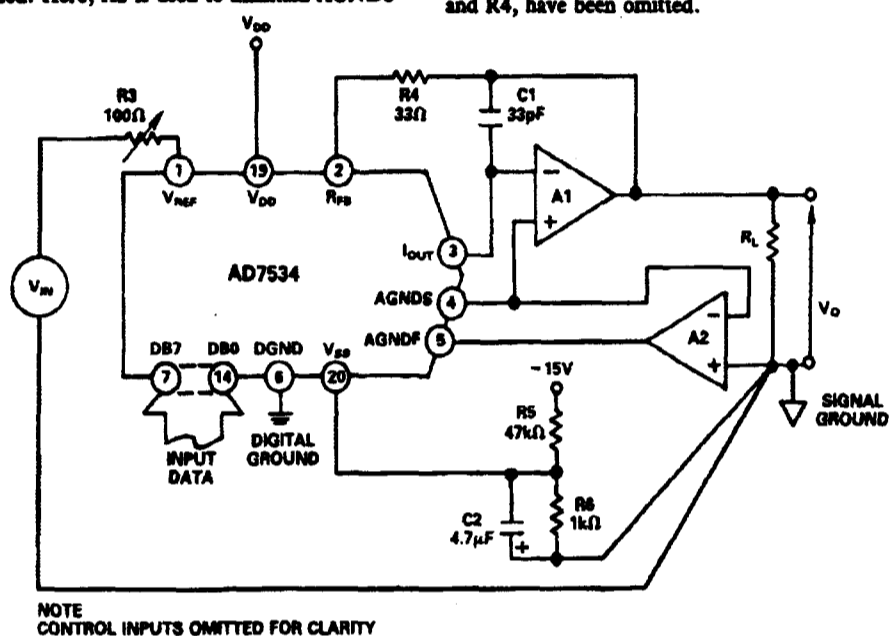 and R4, have been omitted.
VDD
R3
100Ω
R4
33Ω
C1
33pF
1
19
2
VREF
VDD
RFB
A1
−
+
IOUT
3
AD7534
AGNDS
4
AGNDF
5
VIN
RL
VO
A2
−
+
DB7
DB0
DGND
VSS
7
14
6
20
−15V
SIGNAL
GROUND
R5
47kΩ
INPUT
DATA
DIGITAL
GROUND
C2
4.7μF
+
R6
1kΩ
NOTE
CONTROL INPUTS OMITTED FOR CLARITY